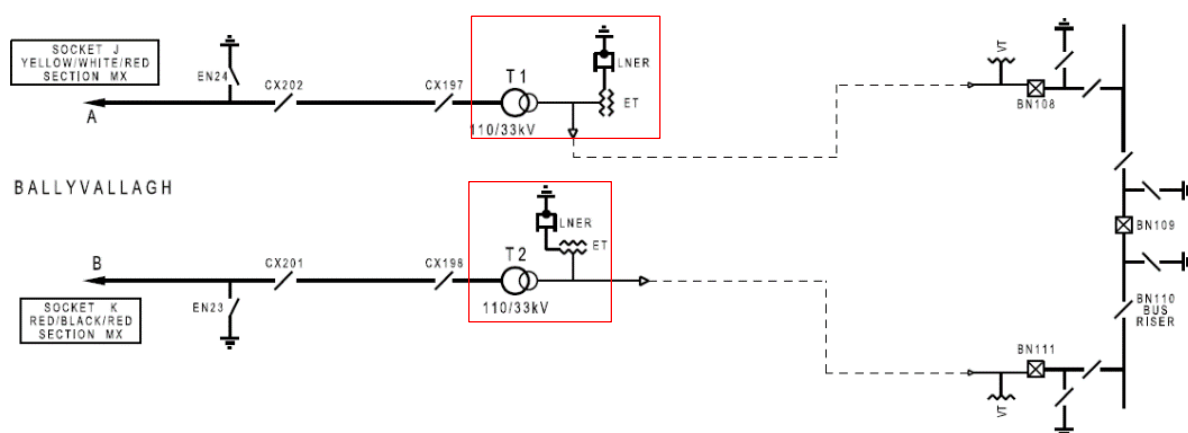 SOCKET J
YELLOW/WHITE/RED
SECTION MX
EN24
CX202
CX197
T1
LNER
ET
110/33kV
A
VT
BN108
BALLYVALLAGH
BN109
B
CX201
CX198
T2
LNER
ET
110/33kV
SOCKET K
RED/BLACK/RED
SECTION MX
EN23
BN110
BUS
RISER
BN111
VT